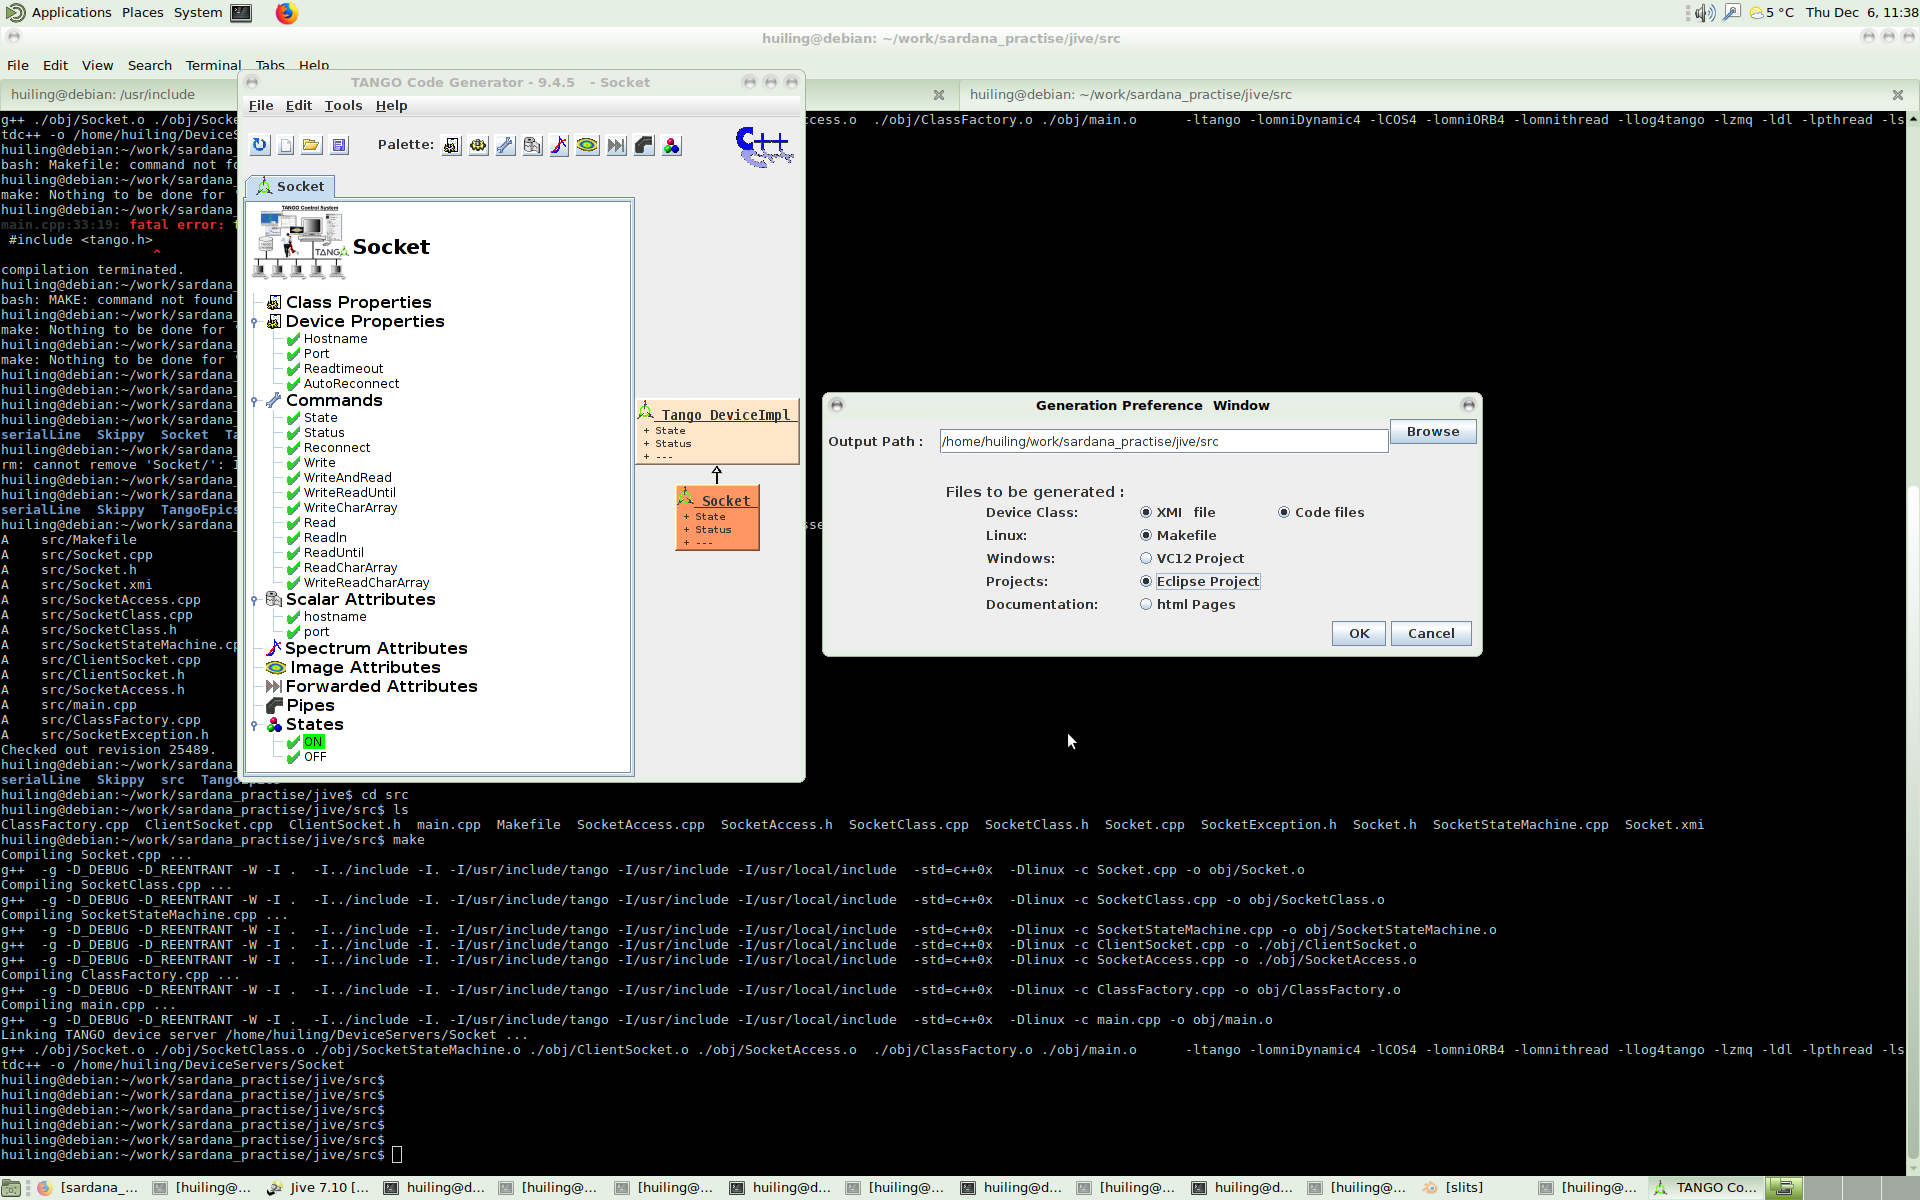 Applications Places System
5 °C Thu Dec 6, 11:38
huiling@debian: ~/work/sardana_practise/jive/src
File Edit View Search Terminal Tabs Help
huiling@debian: /usr/include
huiling@debian: ~/work/sardana_practise/jive/src
TANGO Code Generator - 9.4.5 - Socket
File Edit Tools Help
Palette:
C++
Socket
TANGO Control System
TANGO
Socket
Class Properties
Device Properties
Hostname
Port
Readtimeout
AutoReconnect
Commands
State
Status
Reconnect
Write
WriteAndRead
WriteReadUntil
WriteCharArray
Read
Readln
ReadUntil
ReadCharArray
WriteReadCharArray
Scalar Attributes
hostname
port
Spectrum Attributes
Image Attributes
Forwarded Attributes
Pipes
States
ON
OFF
Tango DeviceImpl
+ State
+ Status
+ ---
Socket
+ State
+ Status
+ ---
Generation Preference Window
Output Path : /home/huiling/work/sardana_practise/jive/src Browse
Files to be generated :
Device Class: XMI file Code files
Linux: Makefile
Windows: VC12 Project
Projects: Eclipse Project
Documentation: html Pages
OK Cancel
g++ ./obj/Socket.o ./obj/Socke ccess.o ./obj/ClassFactory.o ./obj/main.o -ltango -lomniDynamic4 -lCOS4 -lomniORB4 -lomnithread -llog4tango -lzmq -ldl -lpthread -ls
tdc++ -o /home/huiling/DeviceS
huiling@debian:~/work/sardana_
bash: Makefile: command not fo
huiling@debian:~/work/sardana_
make: Nothing to be done for '
huiling@debian:~/work/sardana_
main.cpp:33:19: fatal error: t
#include <tango.h>
^
compilation terminated.
huiling@debian:~/work/sardana_
bash: MAKE: command not found
huiling@debian:~/work/sardana_
make: Nothing to be done for '
huiling@debian:~/work/sardana_
make: Nothing to be done for '
huiling@debian:~/work/sardana_
huiling@debian:~/work/sardana_
huiling@debian:~/work/sardana_
huiling@debian:~/work/sardana_
serialLine Skippy Socket Ta
huiling@debian:~/work/sardana_
rm: cannot remove 'Socket/': I
huiling@debian:~/work/sardana_
huiling@debian:~/work/sardana_
serialLine Skippy TangoEpics
huiling@debian:~/work/sardana_ sse
A src/Makefile
A src/Socket.cpp
A src/Socket.h
A src/Socket.xmi
A src/SocketAccess.cpp
A src/SocketClass.cpp
A src/SocketClass.h
A src/SocketStateMachine.cp
A src/ClientSocket.cpp
A src/ClientSocket.h
A src/SocketAccess.h
A src/main.cpp
A src/ClassFactory.cpp
A src/SocketException.h
Checked out revision 25489.
huiling@debian:~/work/sardana_
serialLine Skippy src TangoEpics
huiling@debian:~/work/sardana_practise/jive$ cd src
huiling@debian:~/work/sardana_practise/jive/src$ ls
ClassFactory.cpp ClientSocket.cpp ClientSocket.h main.cpp Makefile SocketAccess.cpp SocketAccess.h SocketClass.cpp SocketClass.h Socket.cpp SocketException.h Socket.h SocketStateMachine.cpp Socket.xmi
huiling@debian:~/work/sardana_practise/jive/src$ make
Compiling Socket.cpp ...
g++ -g -D_DEBUG -D_REENTRANT -W -I . -I../include -I. -I/usr/include/tango -I/usr/include -I/usr/local/include -std=c++0x -Dlinux -c Socket.cpp -o obj/Socket.o
Compiling SocketClass.cpp ...
g++ -g -D_DEBUG -D_REENTRANT -W -I . -I../include -I. -I/usr/include/tango -I/usr/include -I/usr/local/include -std=c++0x -Dlinux -c SocketClass.cpp -o obj/SocketClass.o
Compiling SocketStateMachine.cpp ...
g++ -g -D_DEBUG -D_REENTRANT -W -I . -I../include -I. -I/usr/include/tango -I/usr/include -I/usr/local/include -std=c++0x -Dlinux -c SocketStateMachine.cpp -o obj/SocketStateMachine.o
g++ -g -D_DEBUG -D_REENTRANT -W -I . -I../include -I. -I/usr/include/tango -I/usr/include -I/usr/local/include -std=c++0x -Dlinux -c ClientSocket.cpp -o ./obj/ClientSocket.o
g++ -g -D_DEBUG -D_REENTRANT -W -I . -I../include -I. -I/usr/include/tango -I/usr/include -I/usr/local/include -std=c++0x -Dlinux -c SocketAccess.cpp -o ./obj/SocketAccess.o
Compiling ClassFactory.cpp ...
g++ -g -D_DEBUG -D_REENTRANT -W -I . -I../include -I. -I/usr/include/tango -I/usr/include -I/usr/local/include -std=c++0x -Dlinux -c ClassFactory.cpp -o obj/ClassFactory.o
Compiling main.cpp ...
g++ -g -D_DEBUG -D_REENTRANT -W -I . -I../include -I. -I/usr/include/tango -I/usr/include -I/usr/local/include -std=c++0x -Dlinux -c main.cpp -o obj/main.o
Linking TANGO device server /home/huiling/DeviceServers/Socket ...
g++ ./obj/Socket.o ./obj/SocketClass.o ./obj/SocketStateMachine.o ./obj/ClientSocket.o ./obj/SocketAccess.o ./obj/ClassFactory.o ./obj/main.o -ltango -lomniDynamic4 -lCOS4 -lomniORB4 -lomnithread -llog4tango -lzmq -ldl -lpthread -ls
tdc++ -o /home/huiling/DeviceServers/Socket
huiling@debian:~/work/sardana_practise/jive/src$
huiling@debian:~/work/sardana_practise/jive/src$
huiling@debian:~/work/sardana_practise/jive/src$
huiling@debian:~/work/sardana_practise/jive/src$
huiling@debian:~/work/sardana_practise/jive/src$
huiling@debian:~/work/sardana_practise/jive/src$
[sardana_... [huiling@... Jive 7.10 [... huiling@d... [huiling@... [huiling@... huiling@d... [huiling@... huiling@d... [huiling@... huiling@d... [huiling@... [slits] [huiling@... TANGO Co...